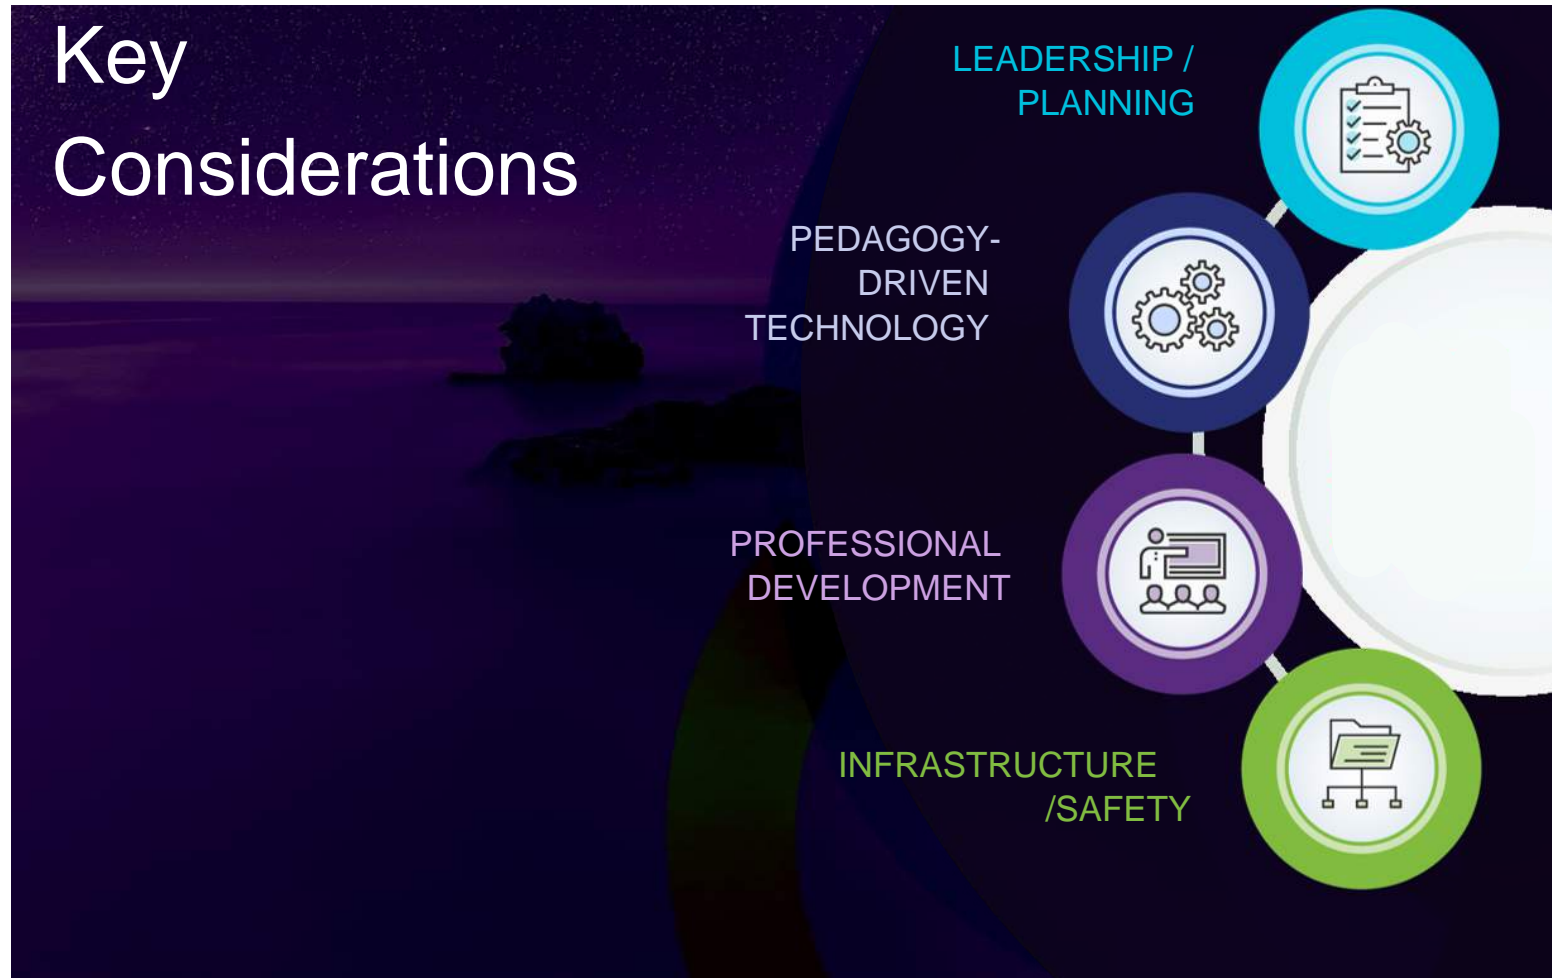 Key
Considerations
LEADERSHIP /
PLANNING
PEDAGOGY-
DRIVEN
TECHNOLOGY
PROFESSIONAL
DEVELOPMENT
INFRASTRUCTURE
/SAFETY